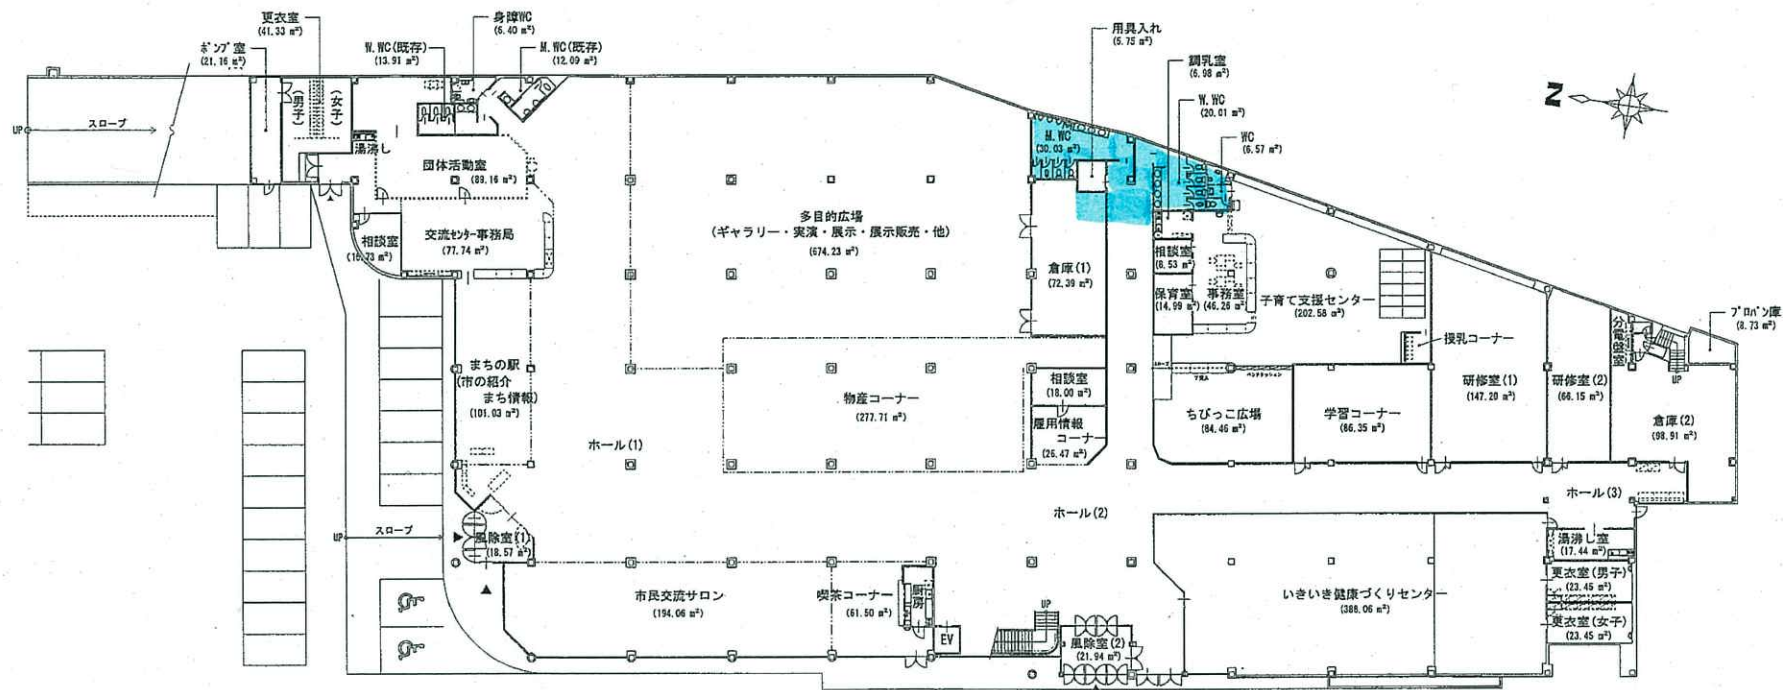 更衣室
(41.33 ㎡)
ポンプ室
(21.16 ㎡)
身障WC
(6.40 ㎡)
W.WC(既存)
(13.91 ㎡)
M.WC(既存)
(12.09 ㎡)
用具入れ
(5.75 ㎡)
調乳室
(6.98 ㎡)
W.WC
(20.01 ㎡)
WC
(6.57 ㎡)
N
UP
スロープ
(男子)
(女子)
湯沸し
団体活動室
(89.16 ㎡)
M.WC
(30.03 ㎡)
相談室
交流センター事務局
(77.74 ㎡)
多目的広場
(ギャラリー・実演・展示・展示販売・他)
(674.23 ㎡)
倉庫(1)
(72.39 ㎡)
相談室
(8.53 ㎡)
保育室
(14.99 ㎡)
事務室
(46.26 ㎡)
子育て支援センター
(202.58 ㎡)
授乳コーナー
分電盤室
プロパン庫
(8.73 ㎡)
UP
まちの駅
(市の紹介
まち情報)
(101.03 ㎡)
物産コーナー
(277.71 ㎡)
相談室
(18.00 ㎡)
雇用情報
コーナー
(26.47 ㎡)
ちびっこ広場
(84.46 ㎡)
学習コーナー
(86.35 ㎡)
研修室(1)
(147.20 ㎡)
研修室(2)
(66.15 ㎡)
倉庫(2)
(98.91 ㎡)
ホール(1)
ホール(2)
ホール(3)
UP
スロープ
風除室(1)
(18.57 ㎡)
市民交流サロン
(194.06 ㎡)
喫茶コーナー
(61.50 ㎡)
厨房
EV
UP
風除室(2)
(21.94 ㎡)
いきいき健康づくりセンター
(388.06 ㎡)
湯沸し室
(17.44 ㎡)
更衣室(男子)
(23.45 ㎡)
更衣室(女子)
(23.45 ㎡)